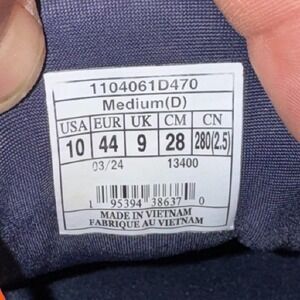 1104061D470
Medium(D)
USA EUR UK CM CN
10 44 9 28 280(2.5)
03/24 13400
1 95394 38637 0
MADE IN VIETNAM
FABRIQUE AU VIETNAM